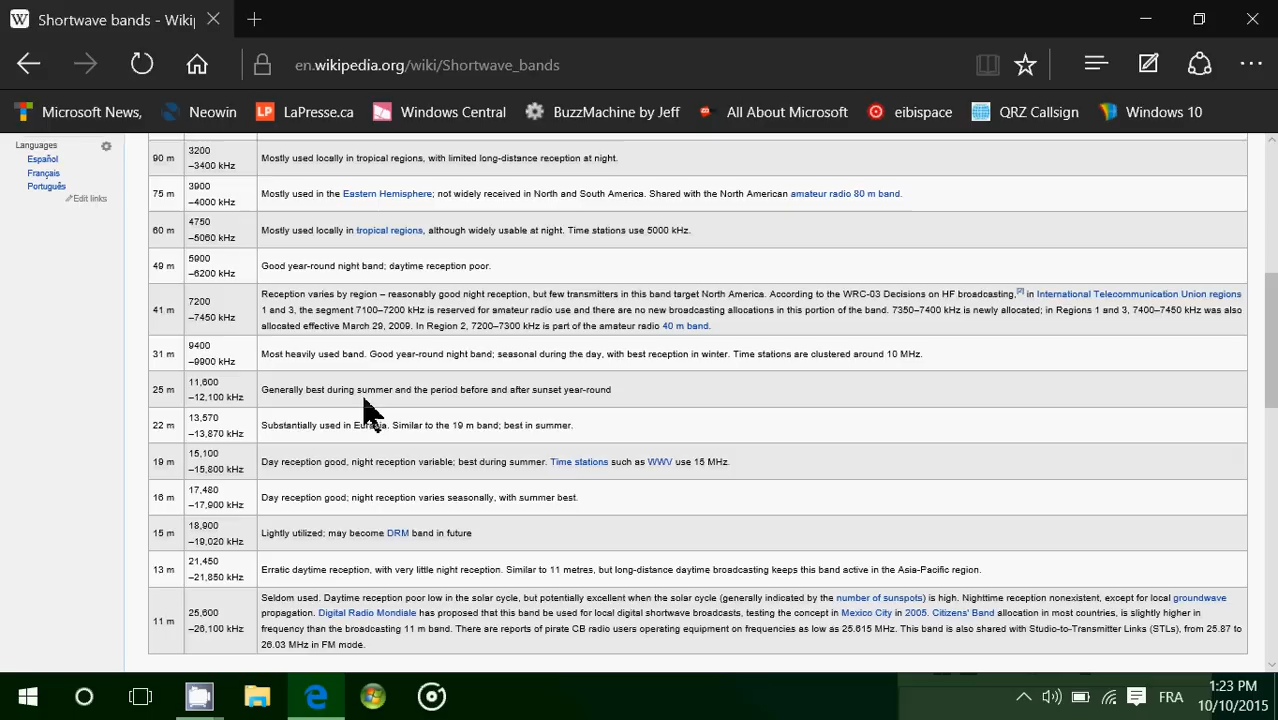 Shortwave bands - Wikip
en.wikipedia.org/wiki/Shortwave_bands
Microsoft News,
Neowin
LaPresse.ca
Windows Central
BuzzMachine by Jeff
All About Microsoft
eibispace
QRZ Callsign
Windows 10
Languages
Español
Français
Português
Edit links
90 m
3200
–3400 kHz
Mostly used locally in tropical regions, with limited long-distance reception at night.
75 m
3900
–4000 kHz
Mostly used in the Eastern Hemisphere; not widely received in North and South America. Shared with the North American amateur radio 80 m band.
60 m
4750
–5060 kHz
Mostly used locally in tropical regions, although widely usable at night. Time stations use 5000 kHz.
49 m
5900
–6200 kHz
Good year-round night band; daytime reception poor.
41 m
7200
–7450 kHz
Reception varies by region – reasonably good night reception, but few transmitters in this band target North America. According to the WRC-03 Decisions on HF broadcasting,[2] in International Telecommunication Union regions
1 and 3, the segment 7100–7200 kHz is reserved for amateur radio use and there are no new broadcasting allocations in this portion of the band. 7350–7400 kHz is newly allocated; in Regions 1 and 3, 7400–7450 kHz was also
allocated effective March 29, 2009. In Region 2, 7200–7300 kHz is part of the amateur radio 40 m band.
31 m
9400
–9900 kHz
Most heavily used band. Good year-round night band; seasonal during the day, with best reception in winter. Time stations are clustered around 10 MHz.
25 m
11,600
–12,100 kHz
Generally best during summer and the period before and after sunset year-round
22 m
13,570
–13,870 kHz
Substantially used in Eurasia. Similar to the 19 m band; best in summer.
19 m
15,100
–15,800 kHz
Day reception good, night reception variable; best during summer. Time stations such as WWV use 15 MHz.
16 m
17,480
–17,900 kHz
Day reception good; night reception varies seasonally, with summer best.
15 m
18,900
–19,020 kHz
Lightly utilized; may become DRM band in future
13 m
21,450
–21,850 kHz
Erratic daytime reception, with very little night reception. Similar to 11 metres, but long-distance daytime broadcasting keeps this band active in the Asia-Pacific region.
11 m
25,600
–26,100 kHz
Seldom used. Daytime reception poor low in the solar cycle, but potentially excellent when the solar cycle (generally indicated by the number of sunspots) is high. Nighttime reception nonexistent, except for local groundwave
propagation. Digital Radio Mondiale has proposed that this band be used for local digital shortwave broadcasts, testing the concept in Mexico City in 2005. Citizens' Band allocation in most countries, is slightly higher in
frequency than the broadcasting 11 m band. There are reports of pirate CB radio users operating equipment on frequencies as low as 25.615 MHz. This band is also shared with Studio-to-Transmitter Links (STLs), from 25.87 to
26.03 MHz in FM mode.
FRA
1:23 PM
10/10/2015